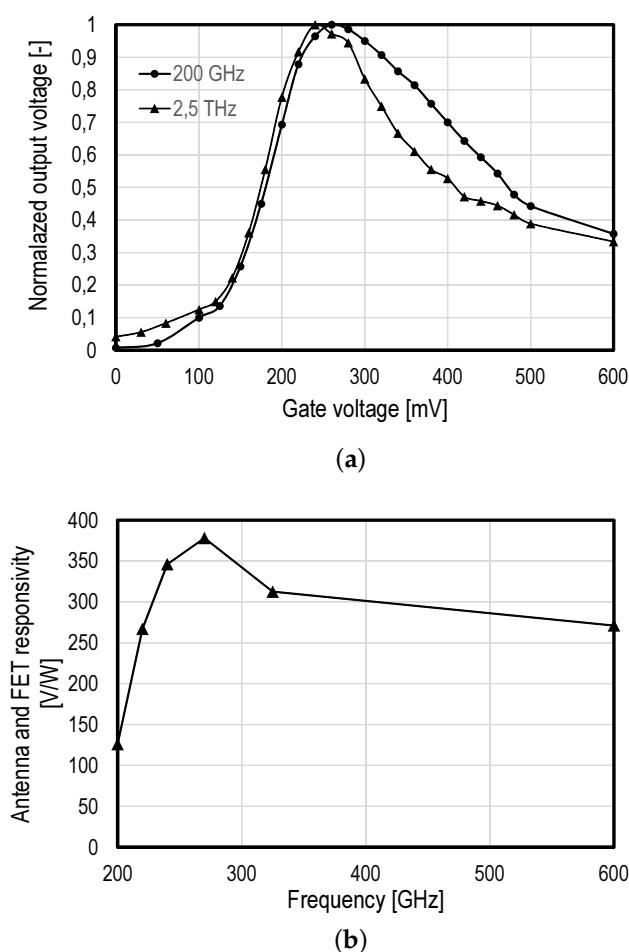 Normalazed output voltage [-]
1
0,9
0,8
0,7
0,6
0,5
0,4
0,3
0,2
0,1
0
200 GHz
2,5 THz
0 100 200 300 400 500 600
Gate voltage [mV]
(a)
Antenna and FET responsivity
[V/W]
400
350
300
250
200
150
100
50
0
200 300 400 500 600
Frequency [GHz]
(b)